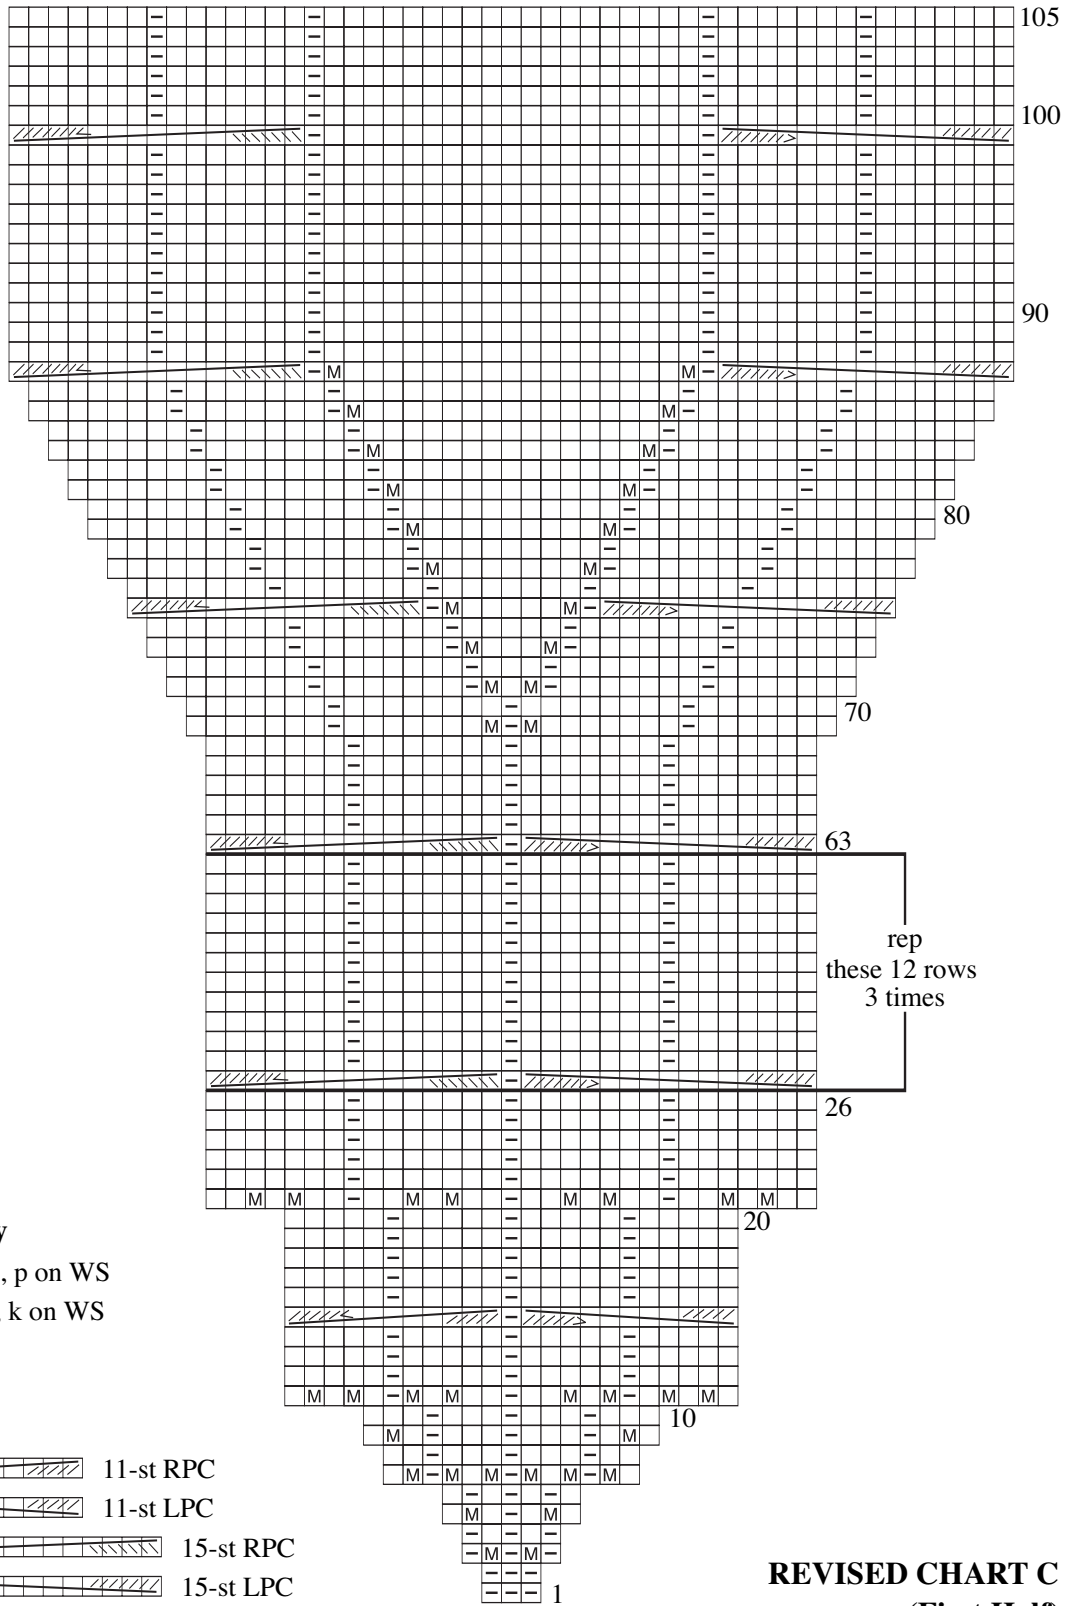 105
100
90
80
70
63
rep
these 12 rows
3 times
26
20
, p on WS
k on WS
10
11-st RPC
11-st LPC
15-st RPC
15-st LPC
1
REVISED CHART C